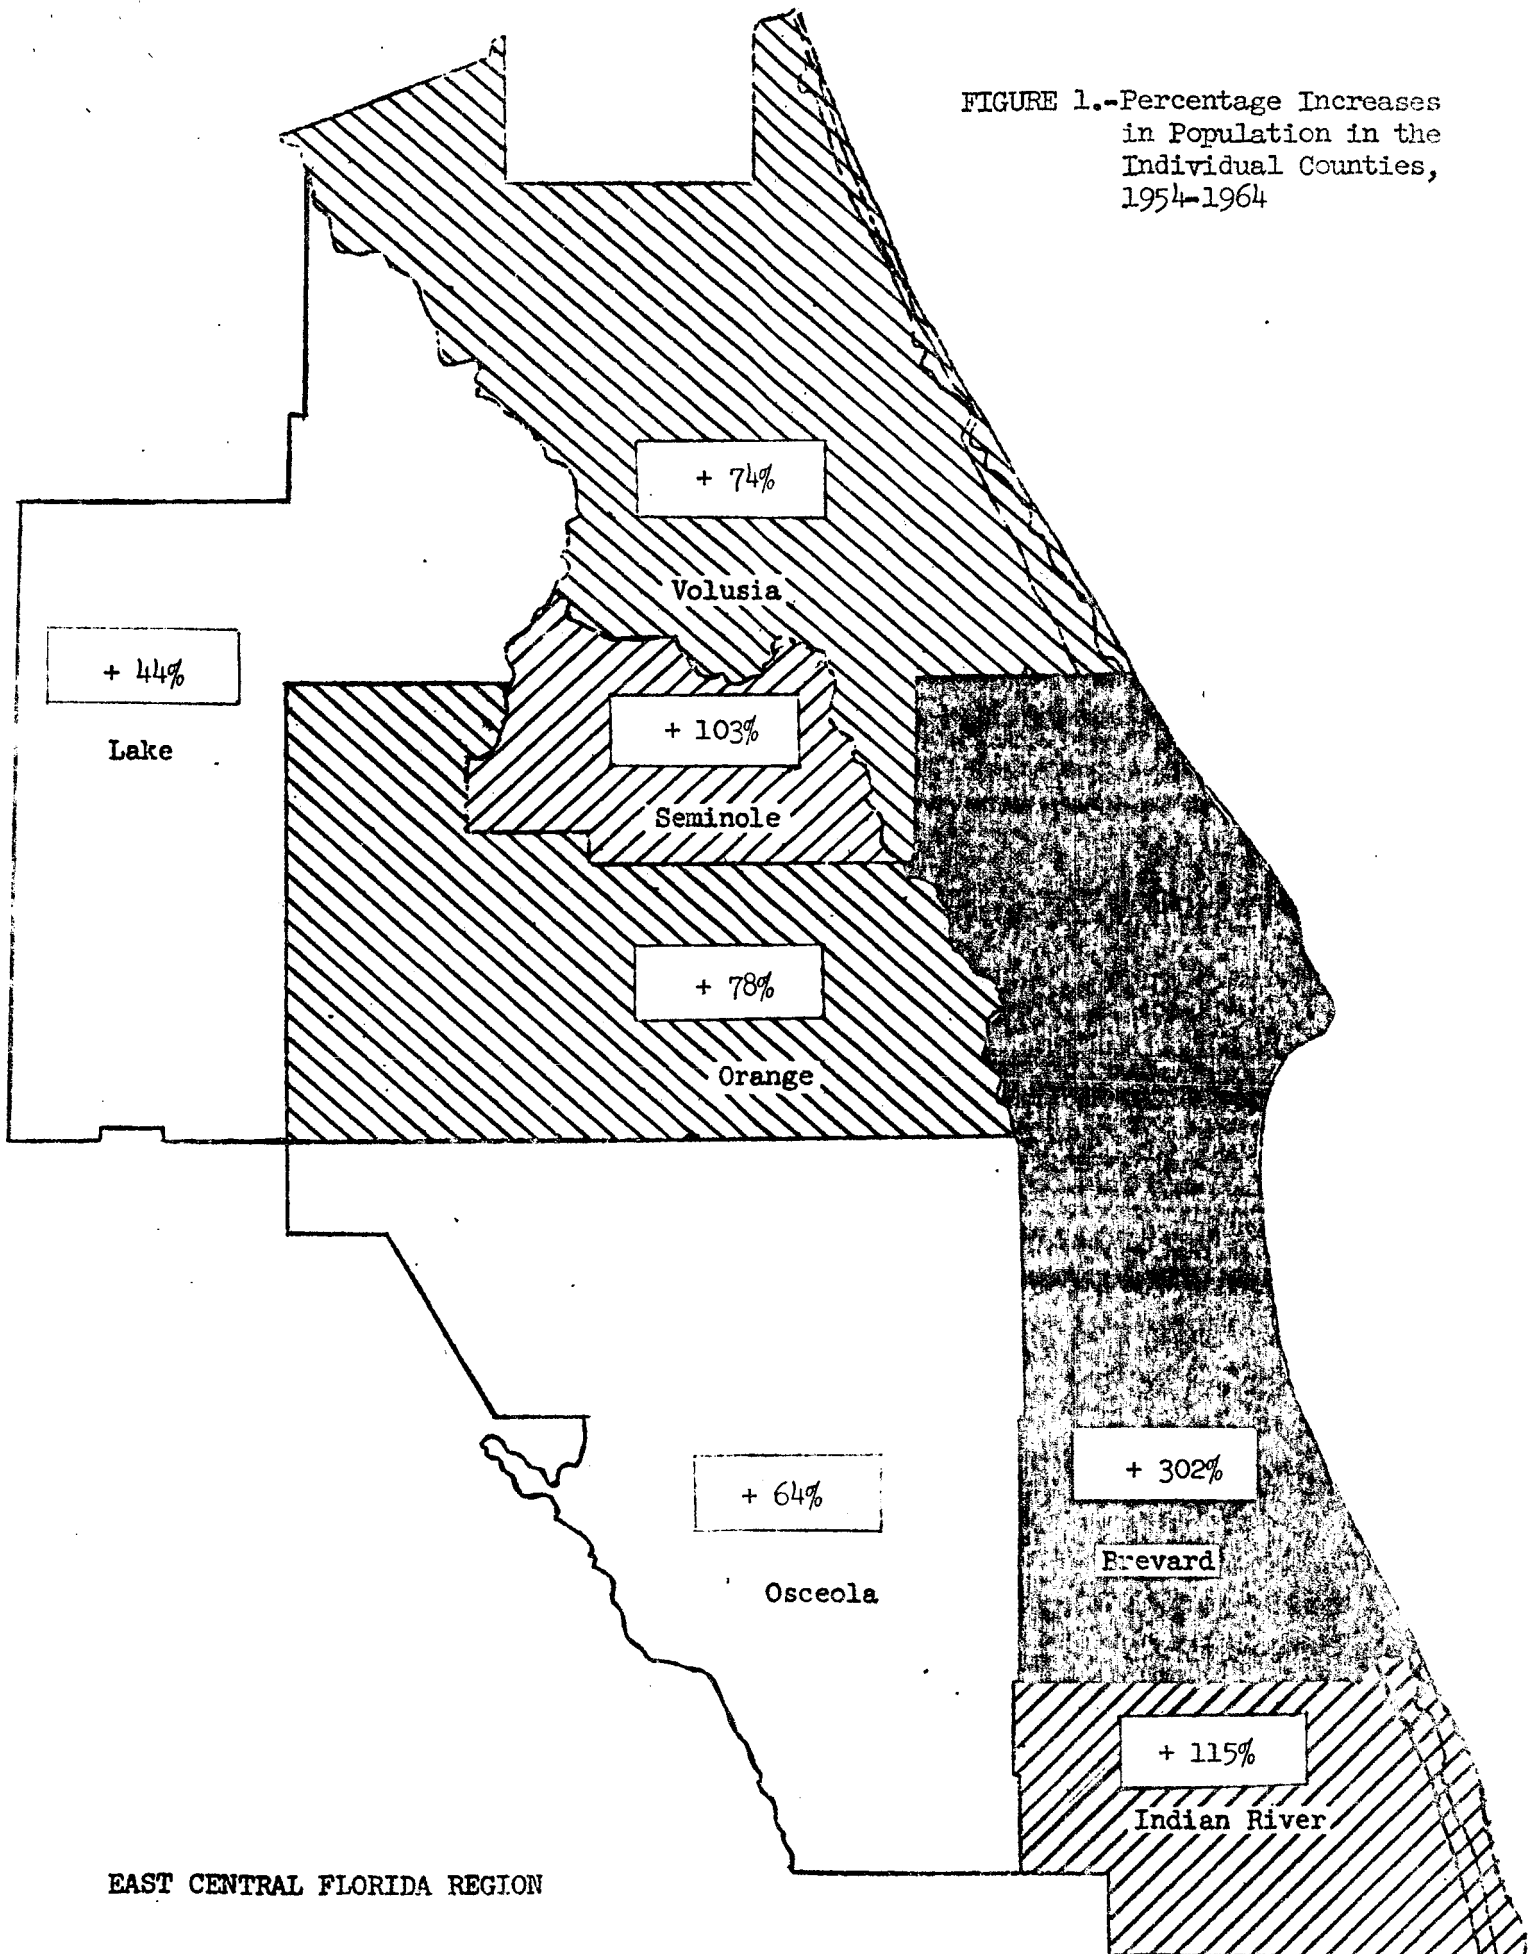 FIGURE 1.-Percentage Increases
in Population in the
Individual Counties,
1954-1964
+ 74%
Volusia
+ 44%
Lake
+ 103%
Seminole
+ 78%
Orange
+ 302%
Brevard
+ 64%
Osceola
+ 115%
Indian River
EAST CENTRAL FLORIDA REGION